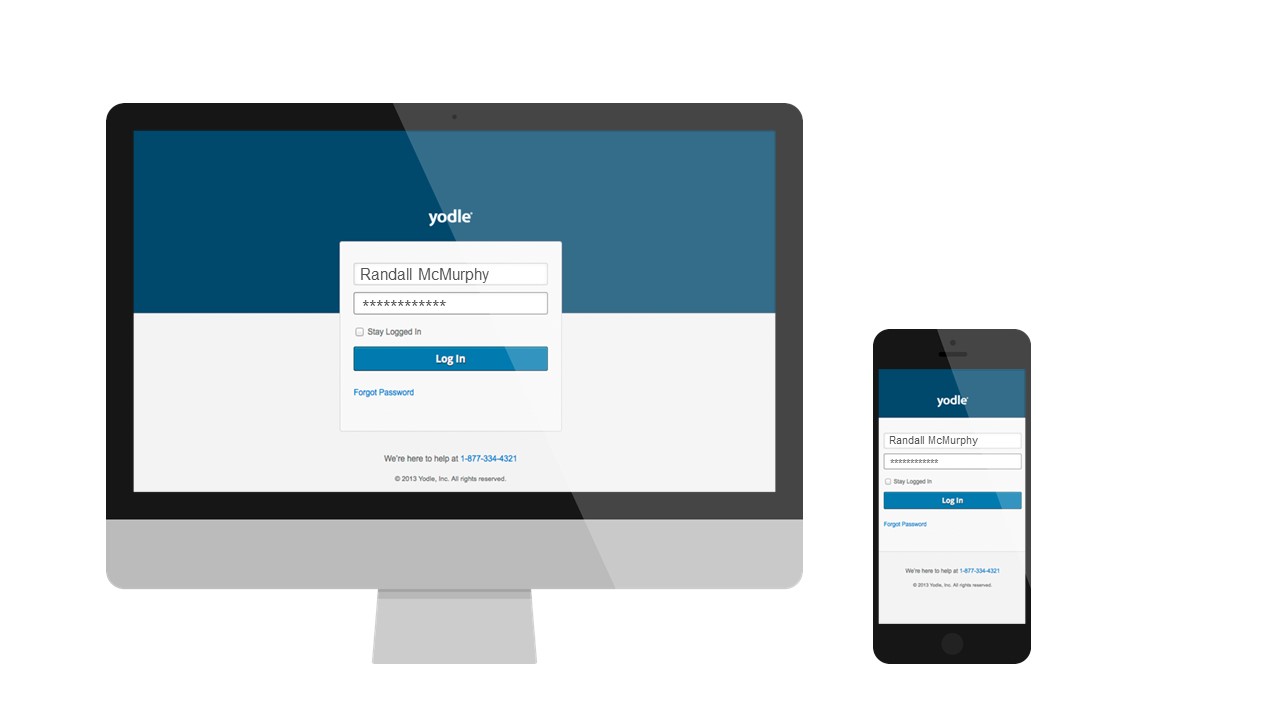 yodle
Randall McMurphy
************
Stay Logged In
Log In
Forgot Password
We're here to help at 1-877-334-4321
© 2013 Yodle, Inc. All rights reserved.
yodle
Randall McMurphy
************
Stay Logged In
Log In
Forgot Password
We're here to help at 1-877-334-4321
© 2013 Yodle, Inc. All rights reserved.